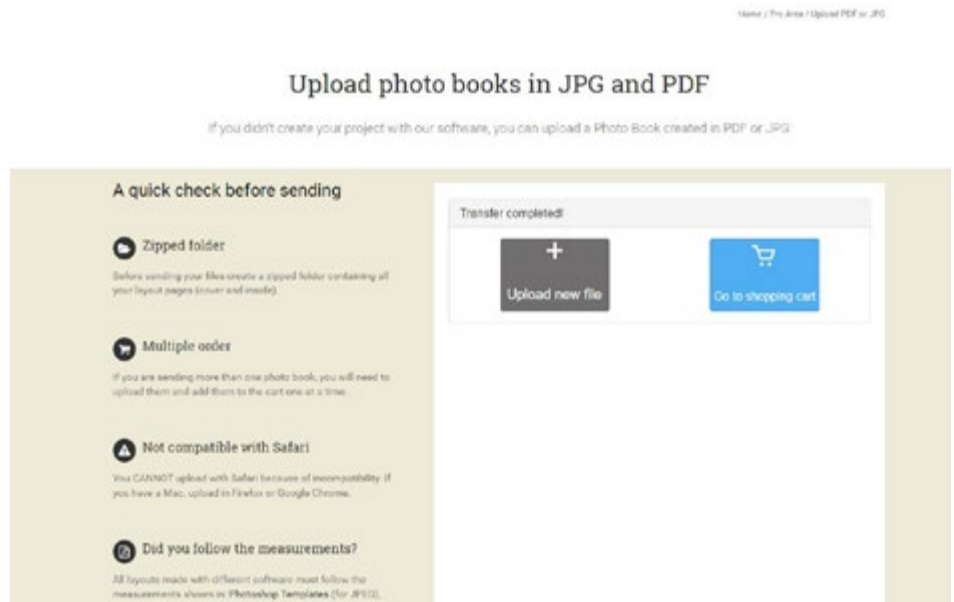 Home / Pro Area / Upload PDF or JPG
Upload photo books in JPG and PDF
If you didn't create your project with our software, you can upload a Photo Book created in PDF or JPG
A quick check before sending
Zipped folder
Before sending your files create a zipped folder containing all
your layout pages (cover and inside).
Multiple order
If you are sending more than one photo book, you will need to
upload them and add them to the cart one at a time.
Not compatible with Safari
You CANNOT upload with Safari because of incompatibility. If
you have a Mac, upload in Firefox or Google Chrome.
Did you follow the measurements?
All layouts made with different software must follow the
measurements shown in Photoshop Templates (for JPEG),
Transfer completed!
Upload new file
Go to shopping cart